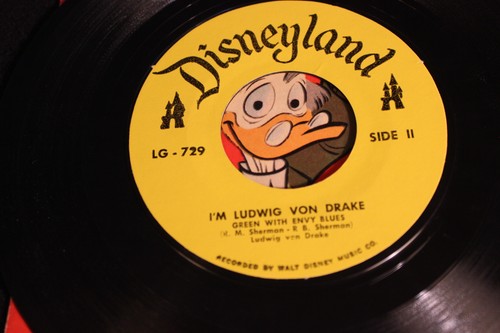 Disneyland
LG - 729
SIDE II
I'M LUDWIG VON DRAKE
GREEN WITH ENVY BLUES
(R. M. Sherman - R B. Sherman)
Ludwig von Drake
RECORDED BY WALT DISNEY MUSIC CO.